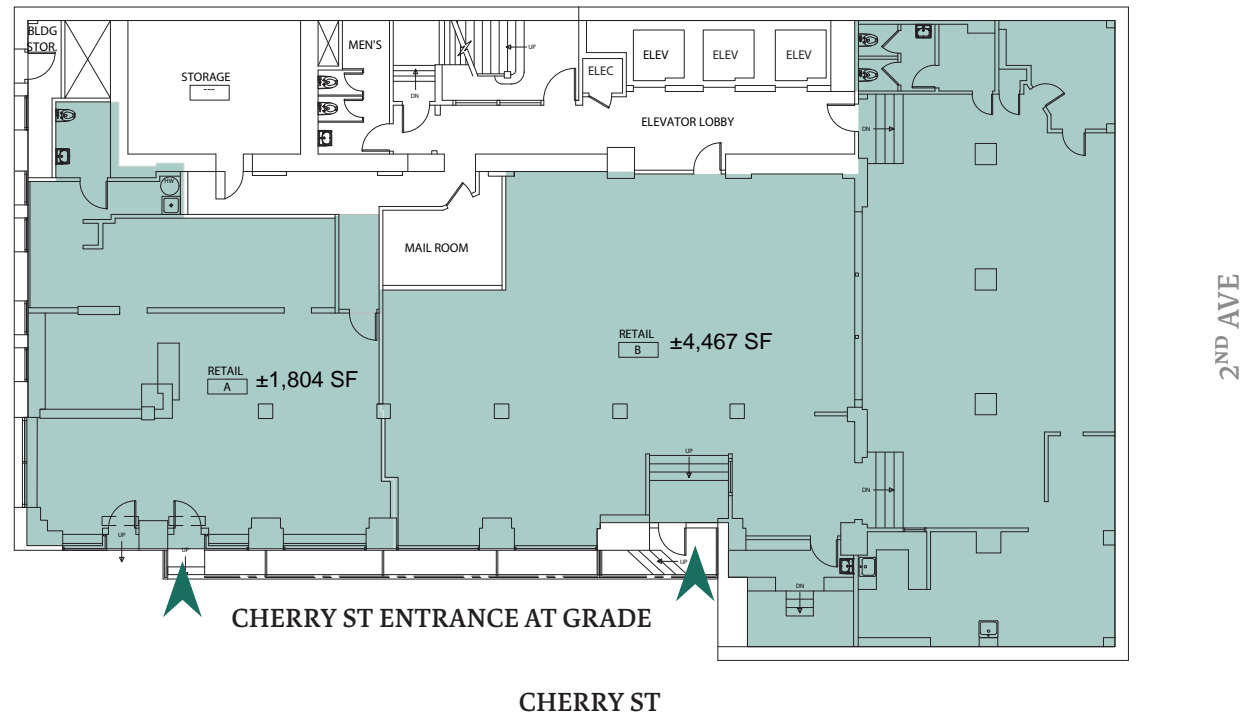 BLDG
STOR.
MEN'S
UP
ELEV
ELEV
ELEV
STORAGE
---
ELEC
DN
ELEVATOR LOBBY
DN
HW
MAIL ROOM
2ND AVE
RETAIL
B
±4,467 SF
RETAIL
A
±1,804 SF
UP
DN
UP
UP
UP
DN
CHERRY ST ENTRANCE AT GRADE
CHERRY ST